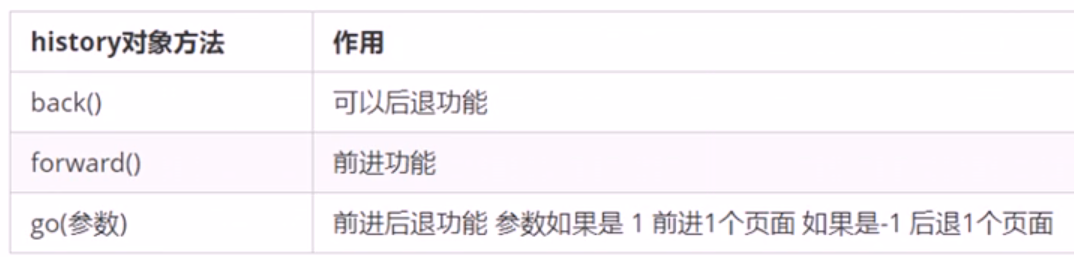 history对象方法 作用
back() 可以后退功能
forward() 前进功能
go(参数) 前进后退功能 参数如果是 1 前进1个页面 如果是-1 后退1个页面